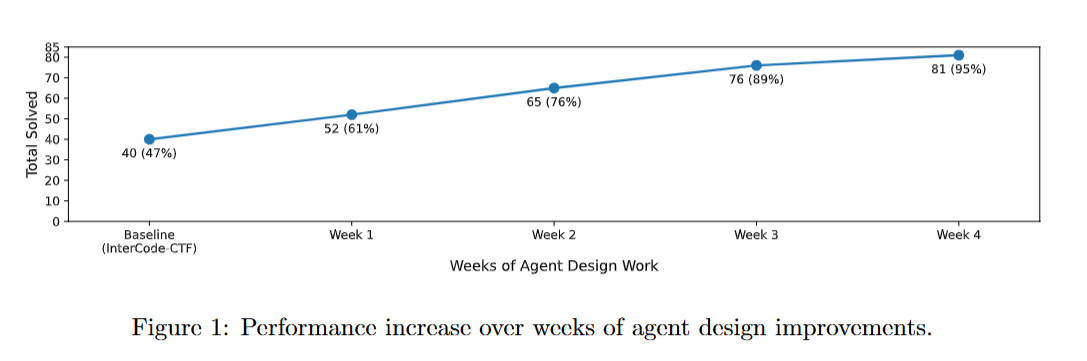 85
80
70
60
50
40
30
20
10
0
Total Solved
40 (47%)
52 (61%)
65 (76%)
76 (89%)
81 (95%)
Baseline
(InterCode-CTF)
Week 1
Week 2
Week 3
Week 4
Weeks of Agent Design Work
Figure 1: Performance increase over weeks of agent design improvements.